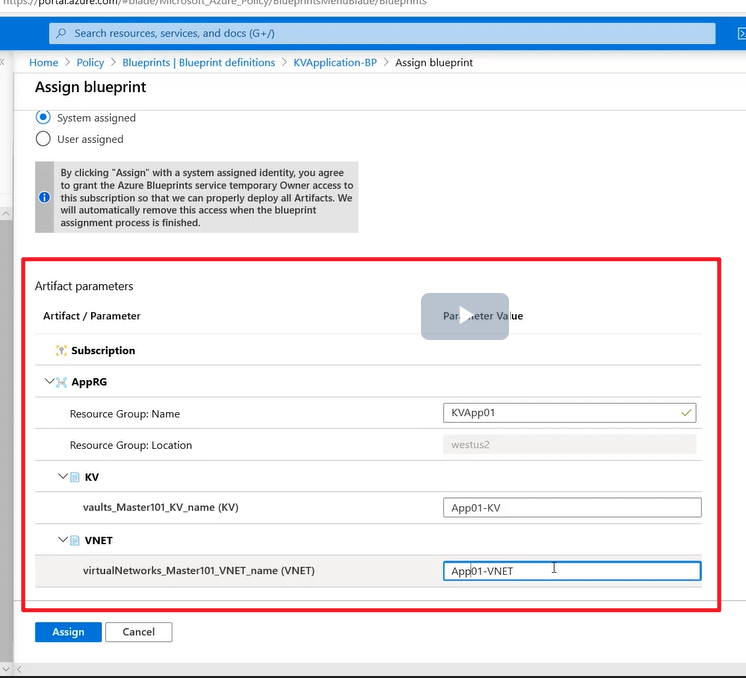 https://portal.azure.com/#blade/Microsoft_Azure_Policy/BlueprintsMenuBlade/Blueprints
Search resources, services, and docs (G+/)
Home > Policy > Blueprints | Blueprint definitions > KVApplication-BP > Assign blueprint
Assign blueprint
System assigned
User assigned
By clicking "Assign" with a system assigned identity, you agree
to grant the Azure Blueprints service temporary Owner access to
this subscription so that we can properly deploy all Artifacts. We
will automatically remove this access when the blueprint
assignment process is finished.
Artifact parameters
Artifact / Parameter Parameter Value
Subscription
AppRG
Resource Group: Name KVApp01
Resource Group: Location westus2
KV
vaults_Master101_KV_name (KV) App01-KV
VNET
virtualNetworks_Master101_VNET_name (VNET) App01-VNET
Assign Cancel